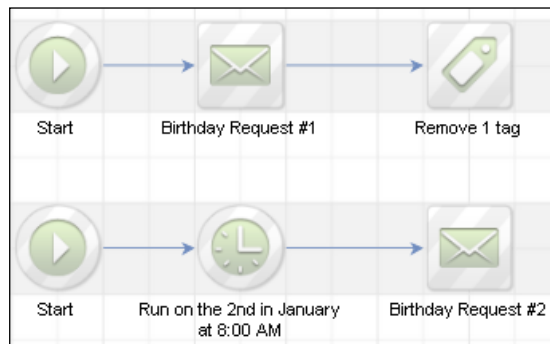 Start
Birthday Request #1
Remove 1 tag
Start
Run on the 2nd in January
at 8:00 AM
Birthday Request #2